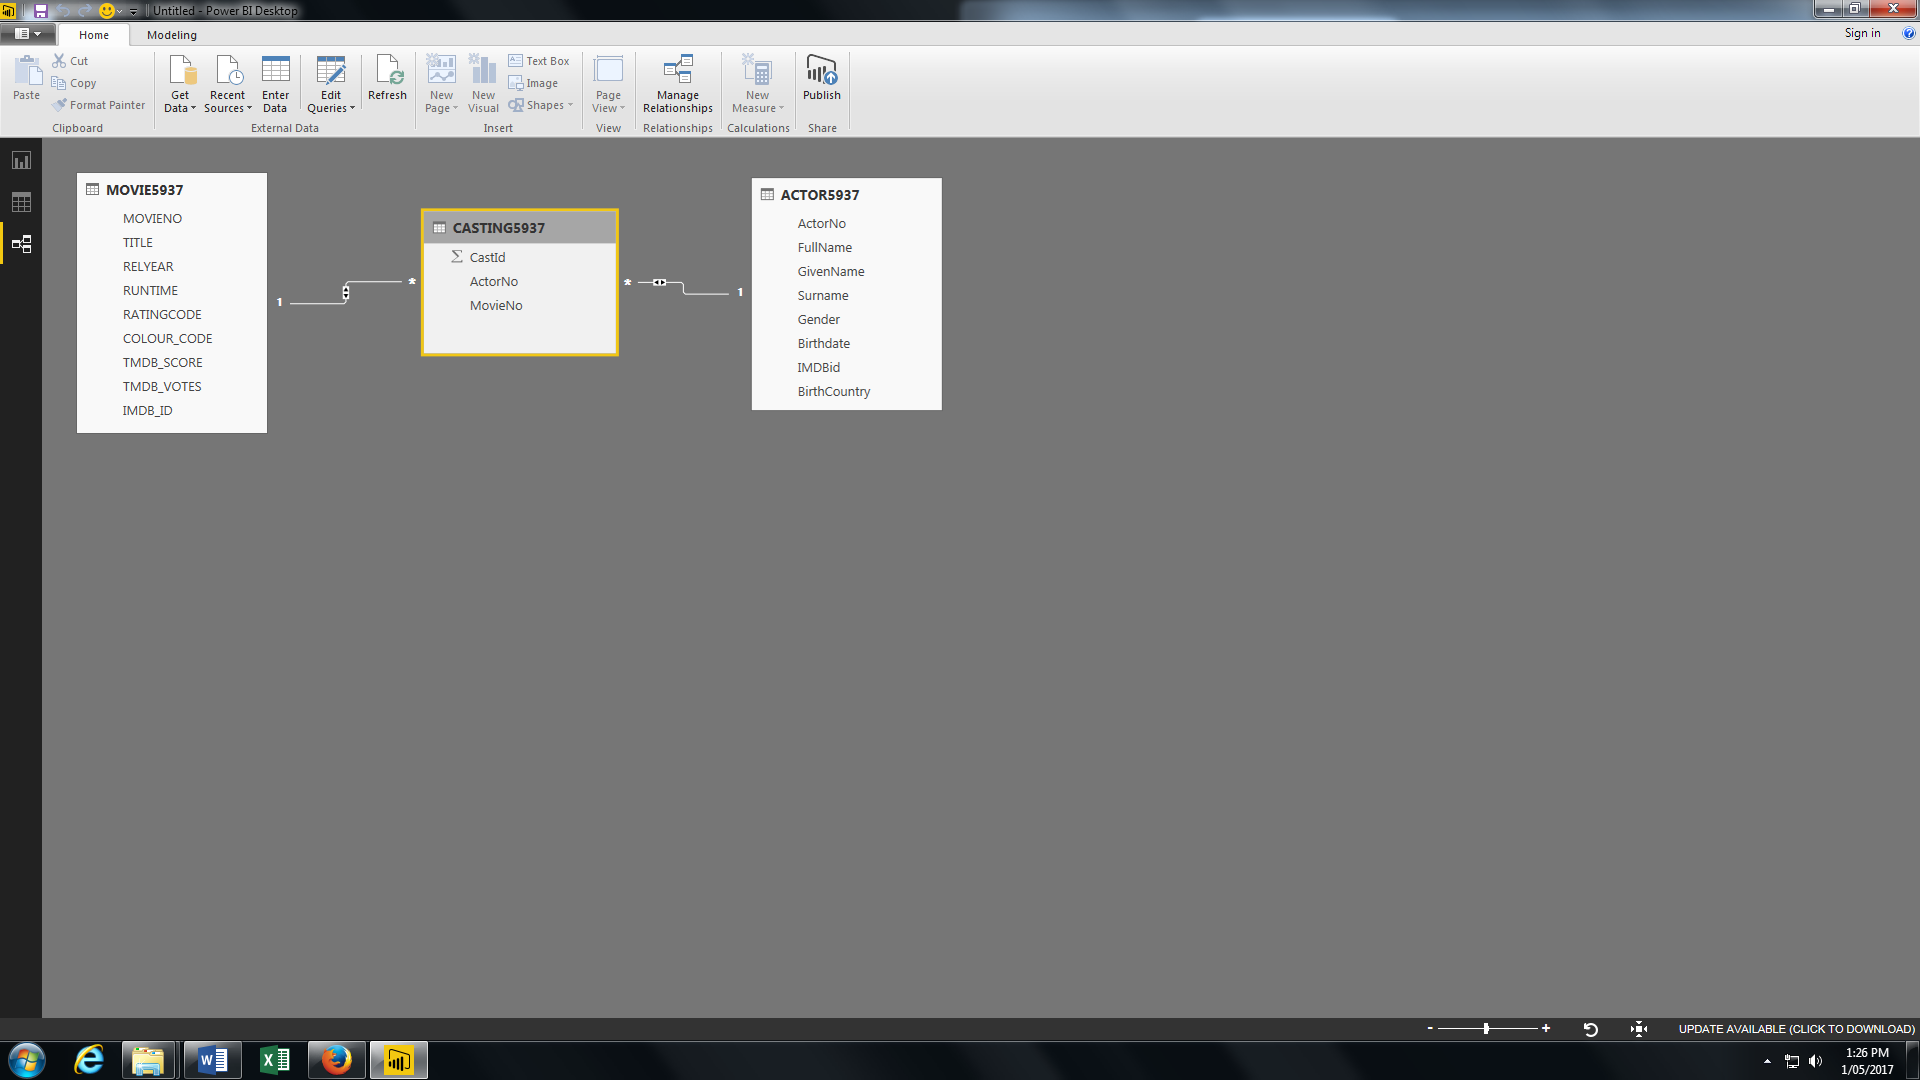 Untitled - Power BI Desktop
Home Modeling Sign in
Paste
Cut
Copy
Format Painter
Clipboard
Get Data
Recent Sources
Enter Data
Edit Queries
Refresh
External Data
New Page
New Visual
Text Box
Image
Shapes
Insert
Page View
View
Manage Relationships
Relationships
New Measure
Calculations
Publish
Share
MOVIE5937
MOVIENO
TITLE
RELYEAR
RUNTIME
RATINGCODE
COLOUR_CODE
TMDB_SCORE
TMDB_VOTES
IMDB_ID
1
*
CASTING5937
CastId
ActorNo
MovieNo
*
1
ACTOR5937
ActorNo
FullName
GivenName
Surname
Gender
Birthdate
IMDBid
BirthCountry
- +
UPDATE AVAILABLE (CLICK TO DOWNLOAD)
1:26 PM
1/05/2017